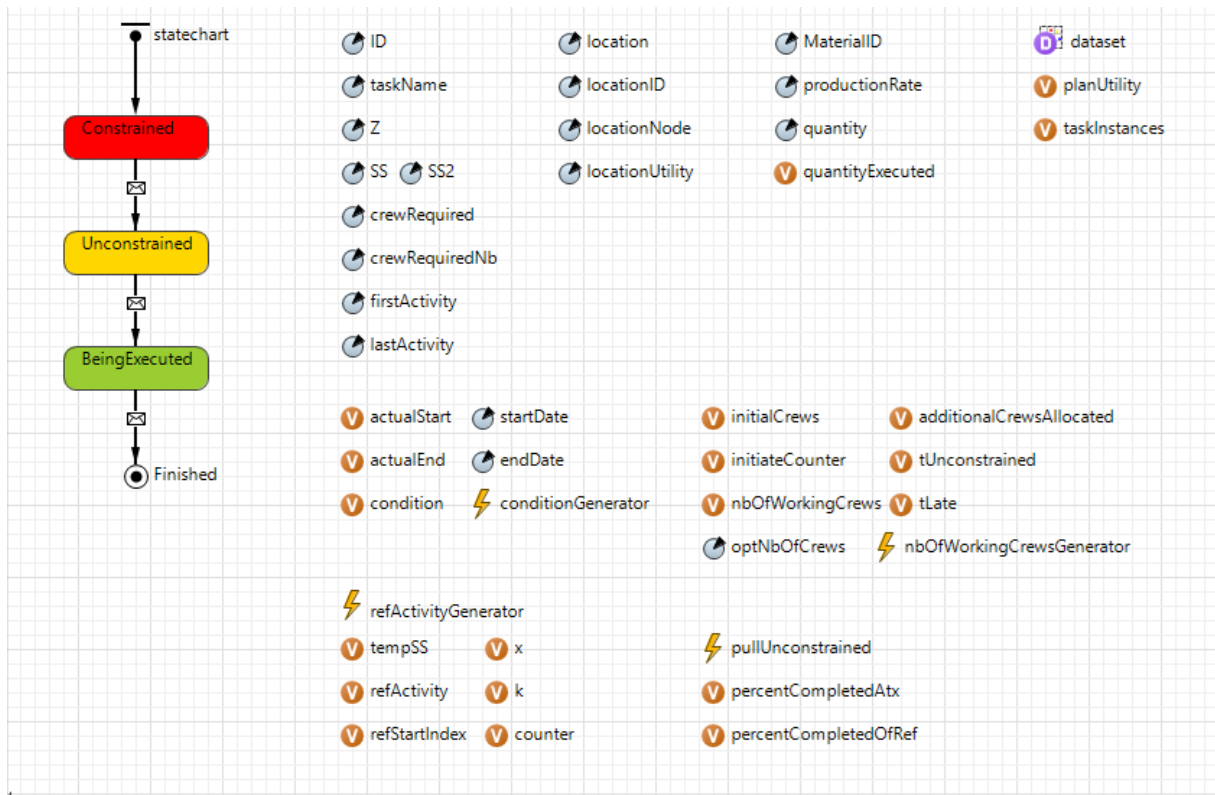 statechart
Constrained
Unconstrained
BeingExecuted
Finished
ID
location
MaterialID
D dataset
taskName
locationID
productionRate
V planUtility
Z
locationNode
quantity
V taskInstances
SS
SS2
locationUtility
V quantityExecuted
crewRequired
crewRequiredNb
firstActivity
lastActivity
V actualStart
startDate
V initialCrews
V additionalCrewsAllocated
V actualEnd
endDate
V initiateCounter
V tUnconstrained
V condition
conditionGenerator
V nbOfWorkingCrews
V tLate
optNbOfCrews
nbOfWorkingCrewsGenerator
refActivityGenerator
V tempSS
V x
pullUnconstrained
V refActivity
V k
V percentCompletedAtx
V refStartIndex
V counter
V percentCompletedOfRef